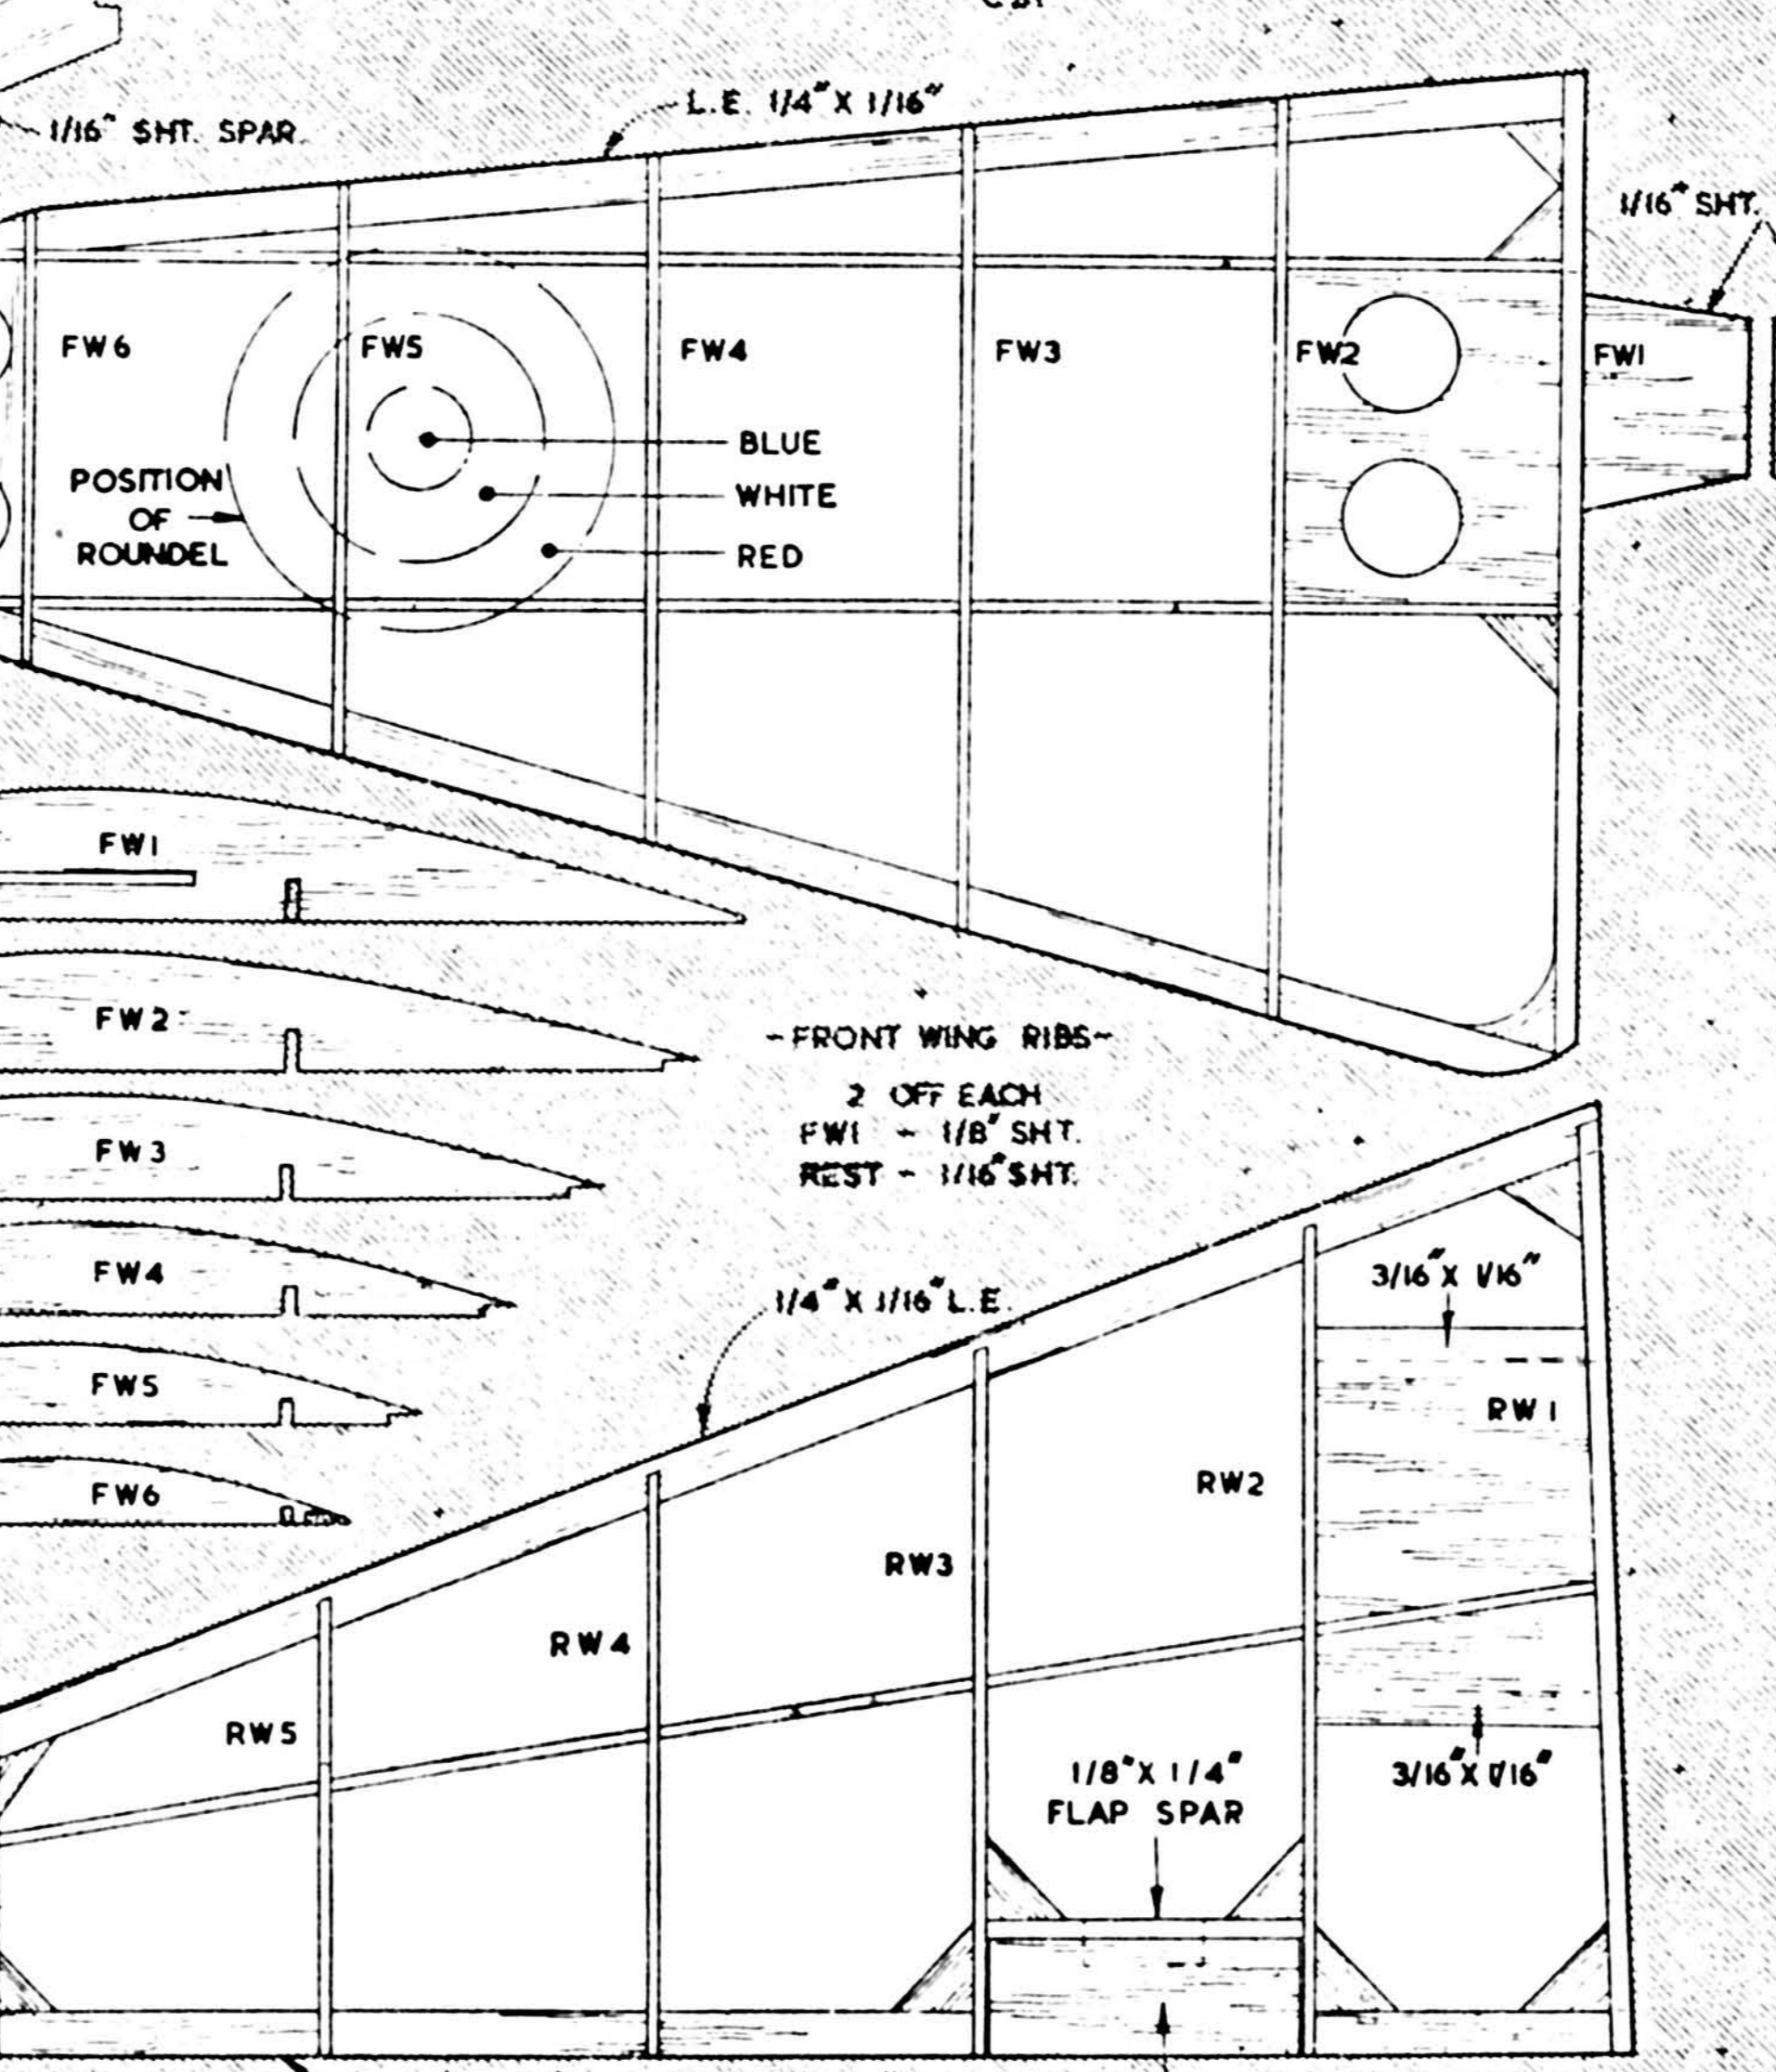 L.E. 1/4" X 1/16"
1/16" SHT. SPAR.
1/16" SHT.
FW6
FW5
FW4
FW3
FW2
FW1
BLUE
WHITE
RED
POSITION
OF
ROUNDEL
FW1
FW2
FW3
FW4
FW5
FW6
-FRONT WING RIBS-
2 OFF EACH
FW1 - 1/8" SHT.
REST - 1/16" SHT.
1/4" X 1/16" L.E.
3/16" X 1/16"
RW1
RW2
RW3
RW4
RW5
1/8" X 1/4"
FLAP SPAR
3/16" X 1/16"